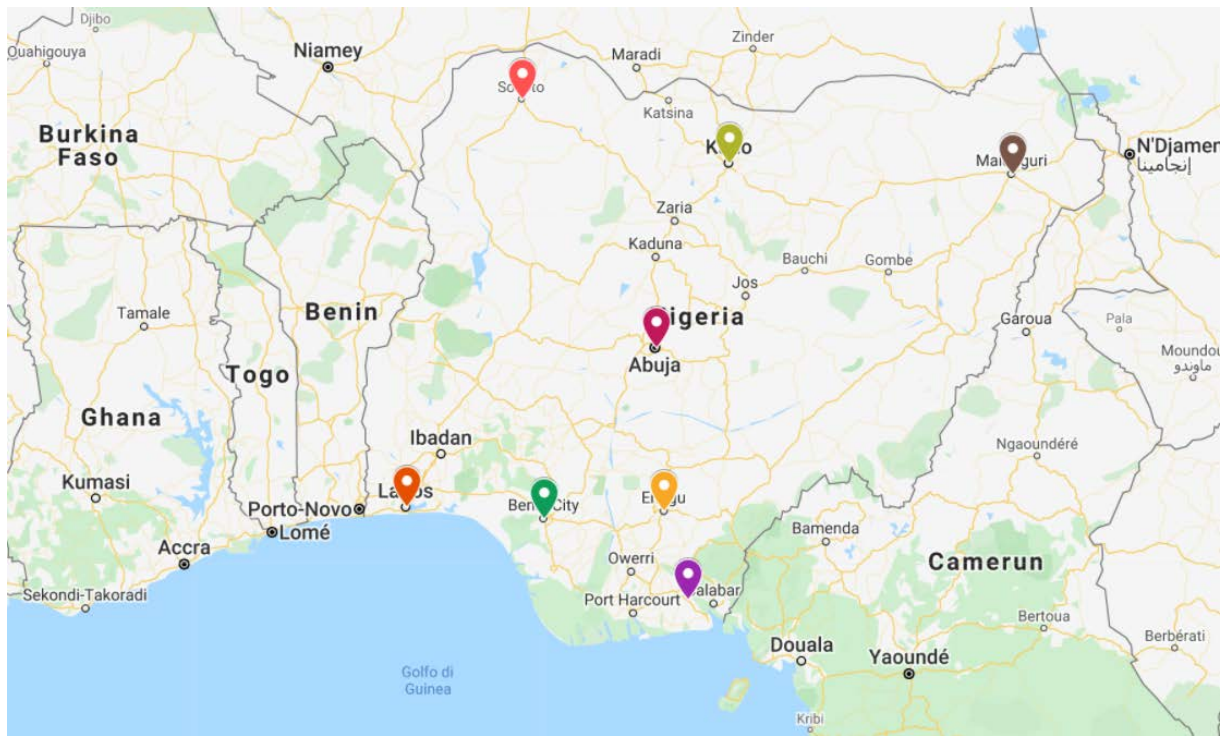 Djibo
Ouahigouya
Niamey
Maradi
Zinder
Katsina
Burkina
Faso
N'Djamen
إنجامينا
Zaria
Kaduna
Bauchi
Gombe
Jos
Benin
Tamale
Garoua
Pala
Abuja
Moundou
ماوندو
Togo
Ghana
Ibadan
Ngaoundéré
Kumasi
City
Porto-Novo
Lomé
Bamenda
Accra
Owerri
Camerun
Sekondi-Takoradi
Port Harcourt
Bertoua
Berbérati
Douala
Yaoundé
Golfo di
Guinea
Kribi